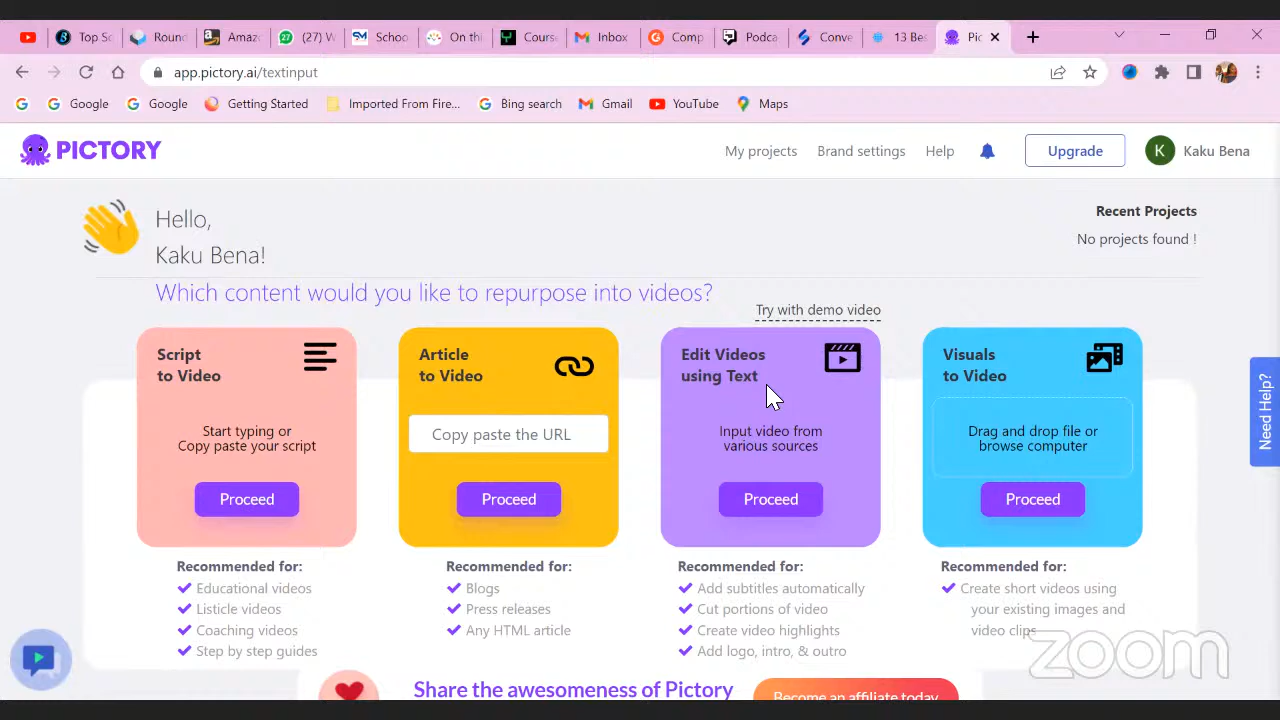 Top Sc
Roun
Amaz
(27) W
Schoo
On thi
Cours
Inbox
Comp
Podca
Conve
13 Be
Pic
app.pictory.ai/textinput
Google
Google
Getting Started
Imported From Fire...
Bing search
Gmail
YouTube
Maps
PICTORY
My projects
Brand settings
Help
Upgrade
K
Kaku Bena
Hello,
Kaku Bena!
Recent Projects
No projects found !
Which content would you like to repurpose into videos?
Try with demo video
Script
to Video
Start typing or
Copy paste your script
Proceed
Recommended for:
Educational videos
Listicle videos
Coaching videos
Step by step guides
Article
to Video
Copy paste the URL
Proceed
Recommended for:
Blogs
Press releases
Any HTML article
Edit Videos
using Text
Input video from
various sources
Proceed
Recommended for:
Add subtitles automatically
Cut portions of video
Create video highlights
Add logo, intro, & outro
Visuals
to Video
Drag and drop file or
browse computer
Proceed
Recommended for:
Create short videos using
your existing images and
video clips
Need Help?
zoom
Share the awesomeness of Pictory
Become an affiliate today